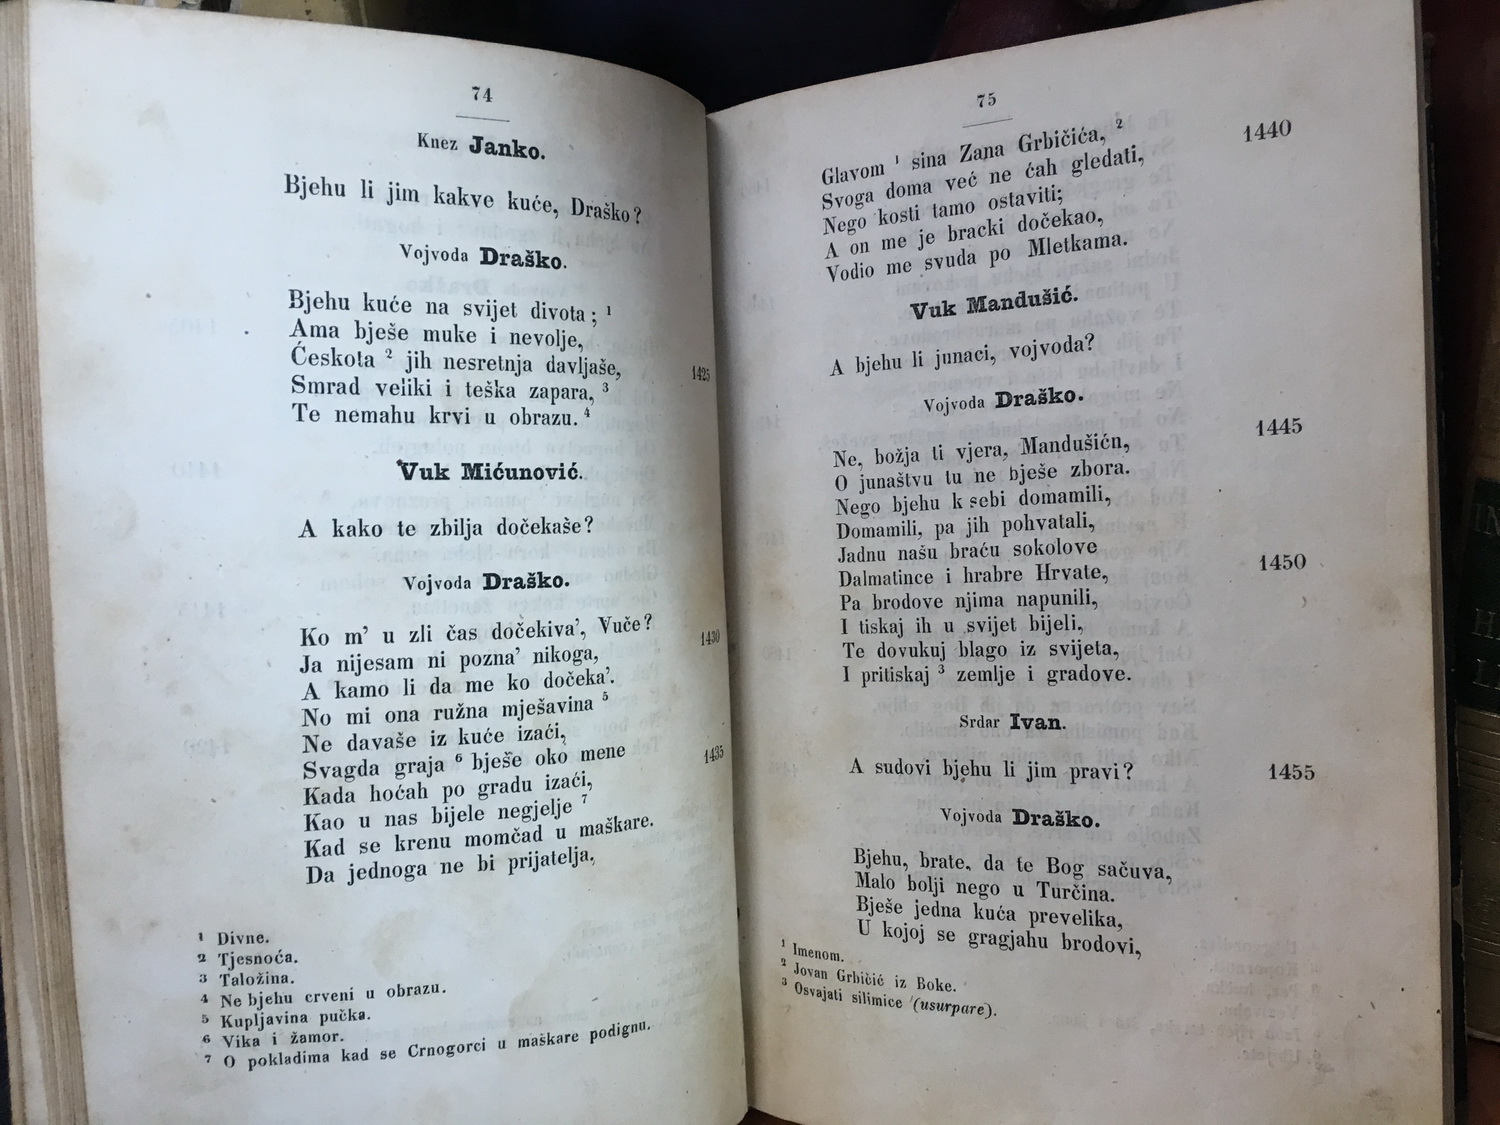 74
Knez Janko.
Bjehu li jim kakve kuće, Draško?
Vojvoda Draško.
Bjehu kuće na svijet divota; 1
Ama bješe muke i nevolje,
Ćeskota 2 jih nesretnja davljaše, 1425
Smrad veliki i teška zapara, 3
Te nemahu krvi u obrazu. 4
Vuk Mićunović.
A kako te zbilja dočekaše?
Vojvoda Draško.
Ko m' u zli čas dočekiva', Vuče?
Ja nijesam ni pozna' nikoga, 1430
A kamo li da me ko dočeka'.
No mi ona ružna mješavina 5
Ne davaše iz kuće izaći,
Svagda graja 6 bješe oko mene
Kada hoćah po gradu izaći, 1435
Kao u nas bijele negjelje 7
Kad se krenu momčad u maškare.
Da jednoga ne bi prijatelja,
1 Divne.
2 Tjesnoća.
3 Taložina.
4 Ne bjehu crveni u obrazu.
5 Kupljavina pučka.
6 Vika i žamor.
7 O pokladima kad se Crnogorci u maškare podignu.
75
Glavom 1 sina Zana Grbičića, 2
Svoga doma već ne ćah gledati, 1440
Nego kosti tamo ostaviti;
A on me je bracki dočekao,
Vodio me svuda po Mletkama.
Vuk Mandušić.
A bjehu li junaci, vojvoda?
Vojvoda Draško.
Ne, božja ti vjera, Mandušiću, 1445
O junaštvu tu ne bješe zbora.
Nego bjehu k sebi domamili,
Domamili, pa jih pohvatali,
Jadnu našu braću sokolove
Dalmatince i hrabre Hrvate, 1450
Pa brodove njima napunili,
I tiskaj ih u svijet bijeli,
Te dovukuj blago iz svijeta,
I pritiskaj 3 zemlje i gradove.
Srdar Ivan.
A sudovi bjehu li jim pravi? 1455
Vojvoda Draško.
Bjehu, brate, da te Bog sačuva,
Malo bolji nego u Turčina.
Bješe jedna kuća prevelika,
U kojoj se gragjahu brodovi,
1 Imenom.
2 Jovan Grbičić iz Boke.
3 Osvajati silimice (usurpare).